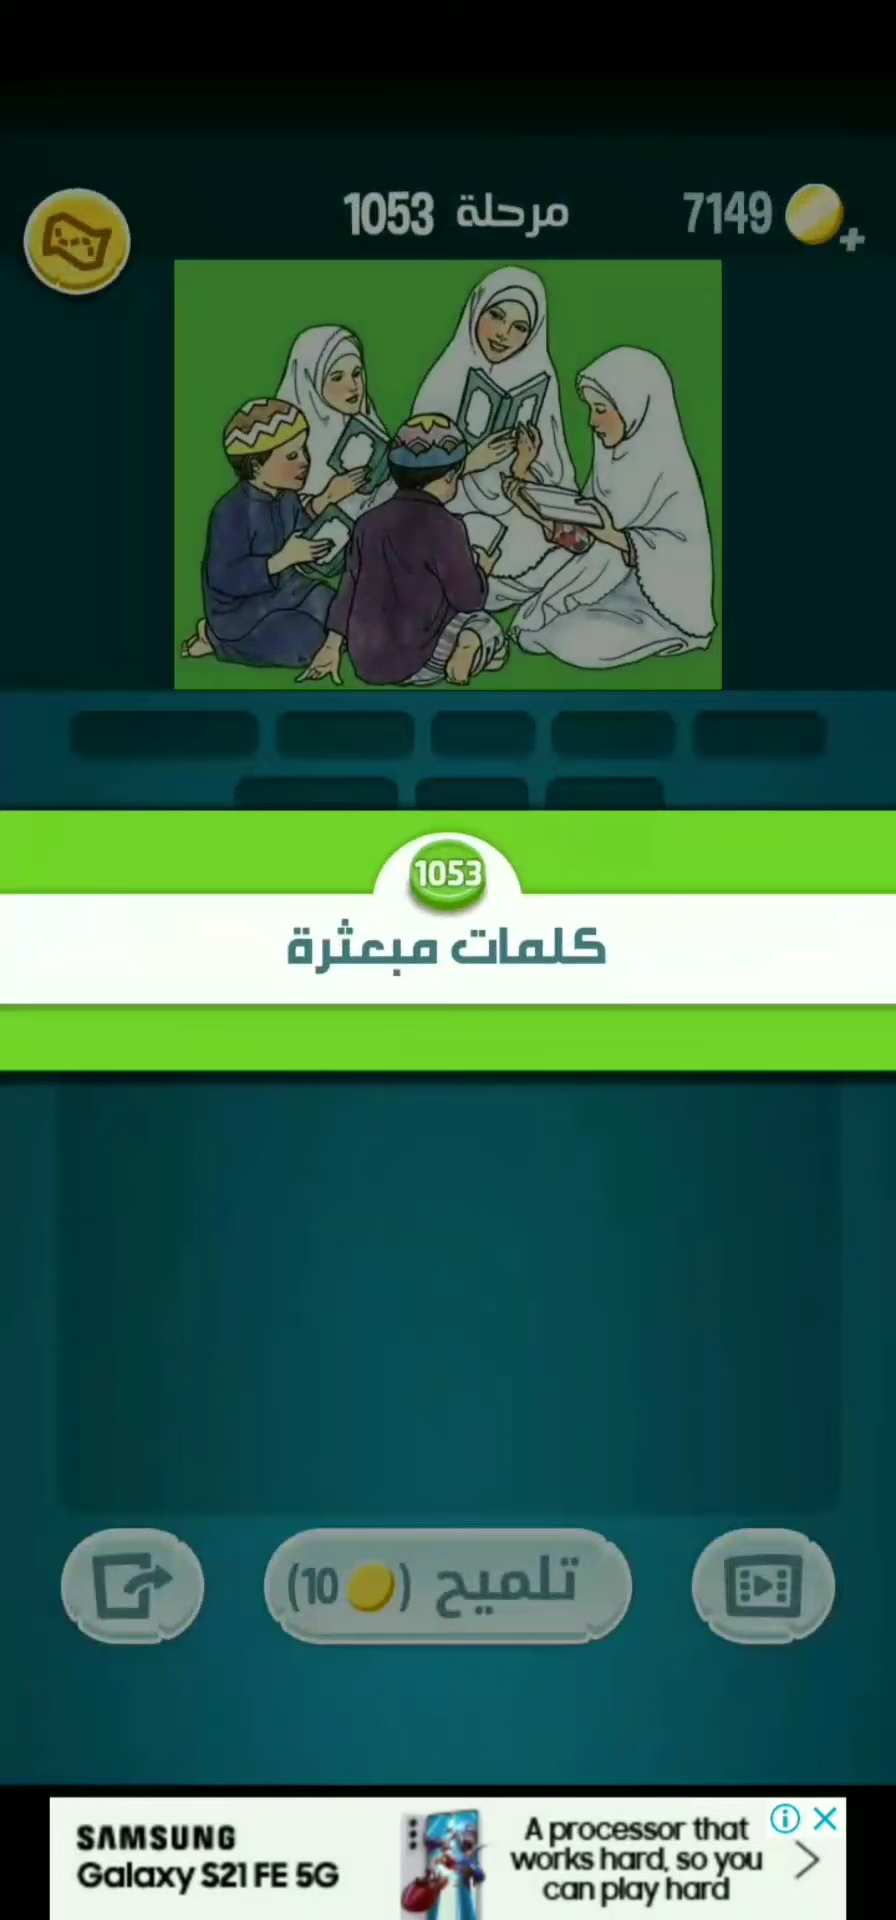 مرحلة 1053
7149
1053
كلمات مبعثرة
تلميح (10)
SAMSUNG
Galaxy S21 FE 5G
A processor that
works hard, so you
can play hard